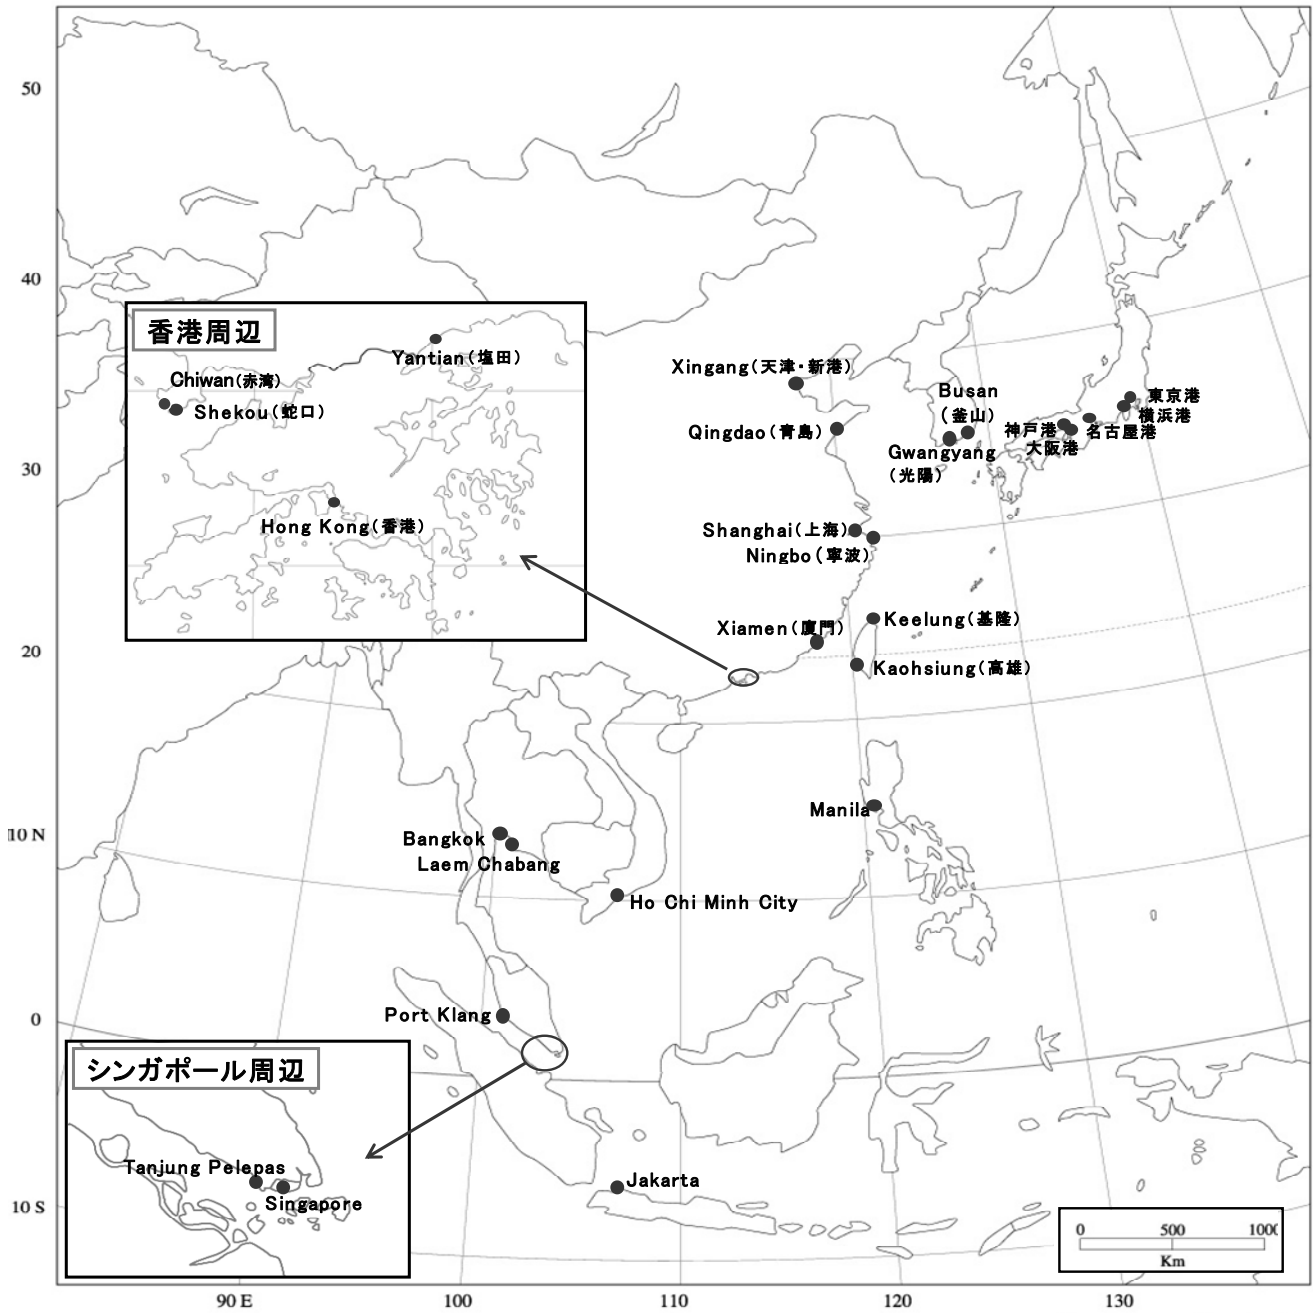 50
40
30
20
10 N
0
10 S
90 E
100
110
120
130
香港周辺
Yantian(塩田)
Chiwan(赤湾)
Shekou(蛇口)
Hong Kong(香港)
Xingang(天津・新港)
Qingdao(青島)
Busan
(釜山)
Gwangyang
(光陽)
東京港
横浜港
神戸港
名古屋港
大阪港
Shanghai(上海)
Ningbo(寧波)
Xiamen(廈門)
Keelung(基隆)
Kaohsiung(高雄)
Manila
Bangkok
Laem Chabang
Ho Chi Minh City
Port Klang
シンガポール周辺
Tanjung Pelepas
Singapore
Jakarta
0 500 1000
Km